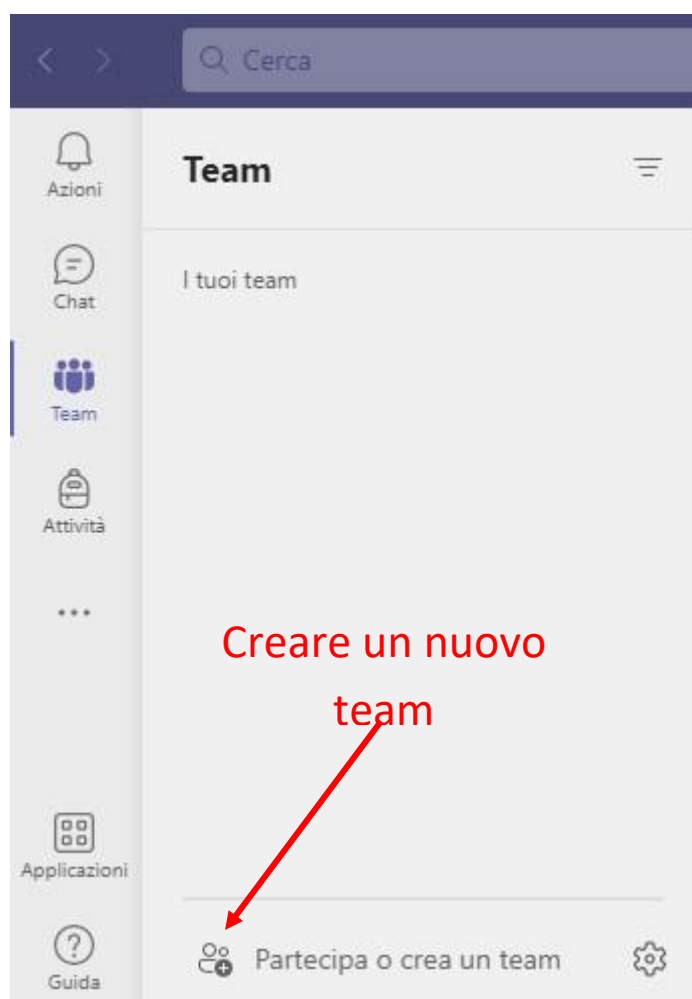 Cerca
Azioni
Team
Chat
I tuoi team
Team
Attività
Creare un nuovo
team
Applicazioni
Partecipa o crea un team
Guida